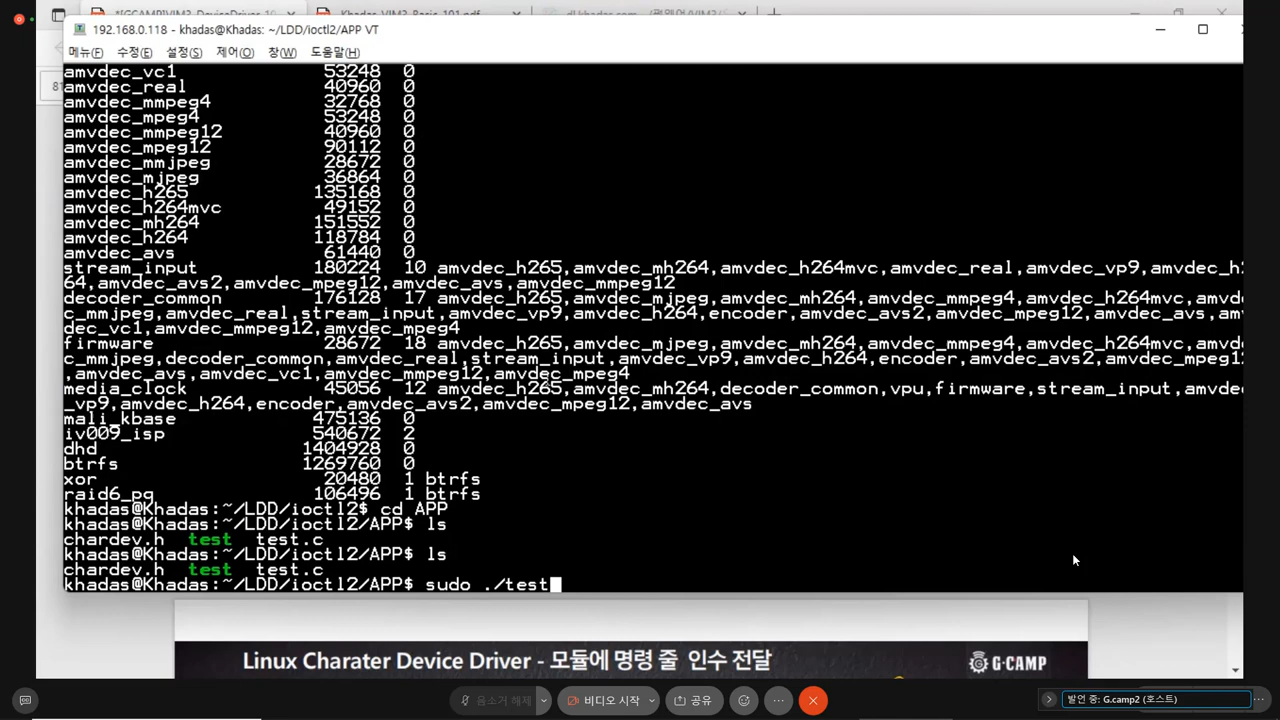 192.168.0.118 - khadas@Khadas: ~/LDD/ioctl2/APP VT
메뉴(F) 수정(E) 설정(S) 제어(O) 창(W) 도움말(H)
amvdec_vc1 53248 0
amvdec_real 40960 0
amvdec_mmpeg4 32768 0
amvdec_mpeg4 53248 0
amvdec_mmpeg12 40960 0
amvdec_mpeg12 90112 0
amvdec_mmjpeg 28672 0
amvdec_mjpeg 36864 0
amvdec_h265 135168 0
amvdec_h264mvc 49152 0
amvdec_mh264 151552 0
amvdec_h264 118784 0
amvdec_avs 61440 0
stream_input 180224 10 amvdec_h265,amvdec_mh264,amvdec_h264mvc,amvdec_real,amvdec_vp9,amvdec_h
64,amvdec_avs2,amvdec_mpeg12,amvdec_avs,amvdec_mmpeg12
decoder_common 176128 17 amvdec_h265,amvdec_mjpeg,amvdec_mh264,amvdec_mmpeg4,amvdec_h264mvc,amvd
c_mmjpeg,amvdec_real,stream_input,amvdec_vp9,amvdec_h264,encoder,amvdec_avs2,amvdec_mpeg12,amvdec_avs,am
dec_vc1,amvdec_mmpeg12,amvdec_mpeg4
firmware 28672 18 amvdec_h265,amvdec_mjpeg,amvdec_mh264,amvdec_mmpeg4,amvdec_h264mvc,amvd
c_mmjpeg,decoder_common,amvdec_real,stream_input,amvdec_vp9,amvdec_h264,encoder,amvdec_avs2,amvdec_mpeg1
,amvdec_avs,amvdec_vc1,amvdec_mmpeg12,amvdec_mpeg4
media_clock 45056 12 amvdec_h265,amvdec_mh264,decoder_common,vpu,firmware,stream_input,amvde
_vp9,amvdec_h264,encoder,amvdec_avs2,amvdec_mpeg12,amvdec_avs
mali_kbase 475136 0
iv009_isp 540672 2
dhd 1404928 0
btrfs 1269760 0
xor 20480 1 btrfs
raid6_pq 106496 1 btrfs
khadas@Khadas:~/LDD/ioctl2$ cd APP
khadas@Khadas:~/LDD/ioctl2/APP$ ls
chardev.h test test.c
khadas@Khadas:~/LDD/ioctl2/APP$ ls
chardev.h test test.c
khadas@Khadas:~/LDD/ioctl2/APP$ sudo ./test
Linux Charater Device Driver - 모듈에 명령 줄 인수 전달
G·CAMP
음소거 해제 비디오 시작 공유
발언 중: G.camp2 (호스트)